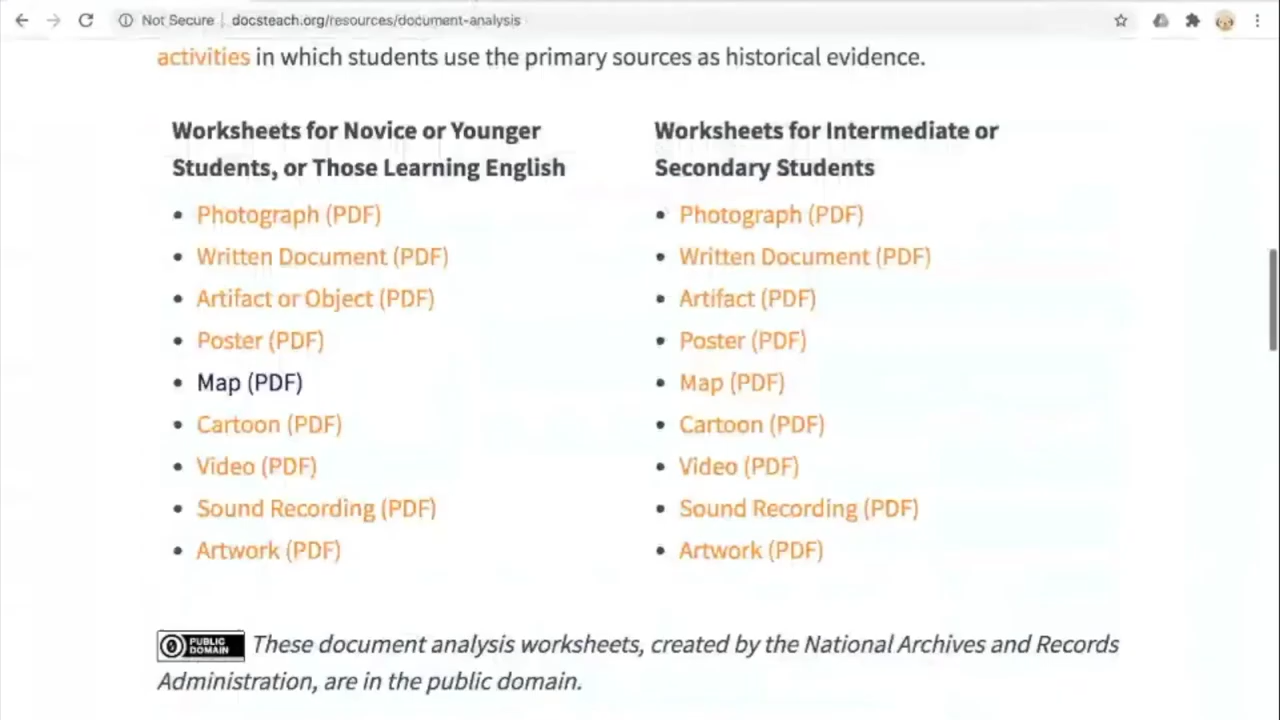 Not Secure | docsteach.org/resources/document-analysis
activities in which students use the primary sources as historical evidence.
Worksheets for Novice or Younger
Students, or Those Learning English
• Photograph (PDF)
• Written Document (PDF)
• Artifact or Object (PDF)
• Poster (PDF)
• Map (PDF)
• Cartoon (PDF)
• Video (PDF)
• Sound Recording (PDF)
• Artwork (PDF)
Worksheets for Intermediate or
Secondary Students
• Photograph (PDF)
• Written Document (PDF)
• Artifact (PDF)
• Poster (PDF)
• Map (PDF)
• Cartoon (PDF)
• Video (PDF)
• Sound Recording (PDF)
• Artwork (PDF)
PUBLIC
DOMAIN
These document analysis worksheets, created by the National Archives and Records
Administration, are in the public domain.